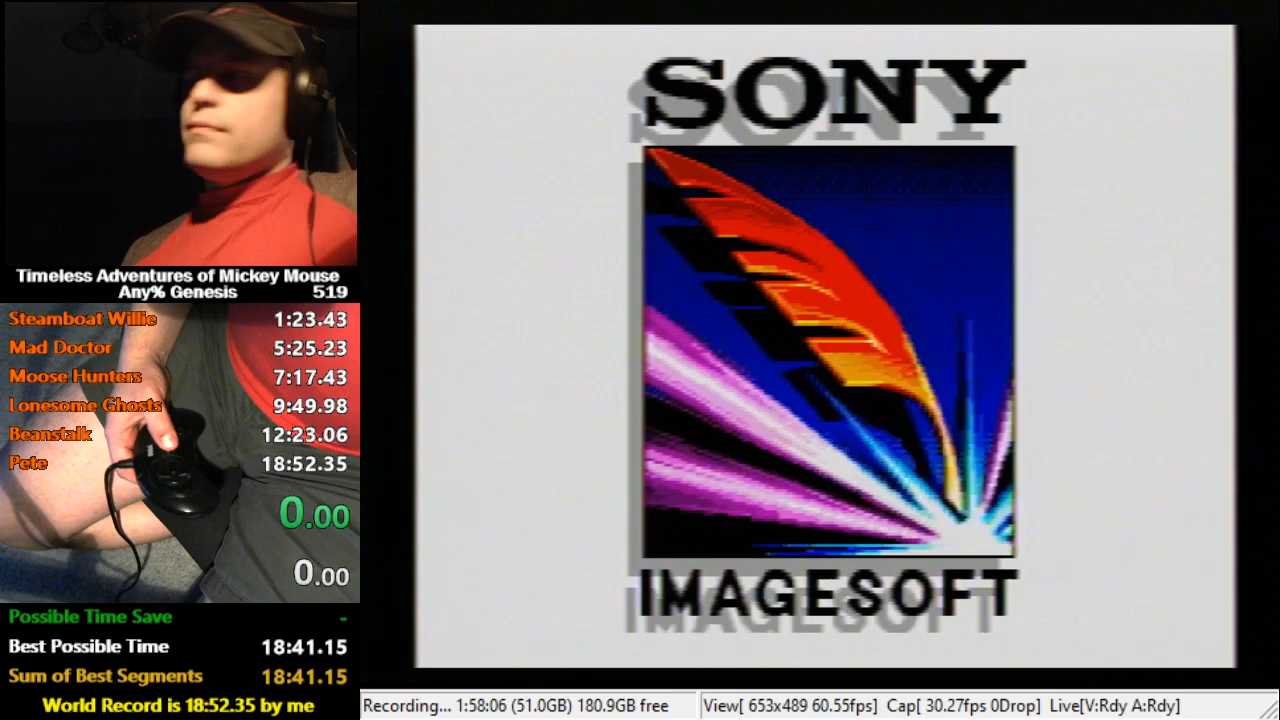 SONY
IMAGESOFT
Timeless Adventures of Mickey Mouse
Any% Genesis 519
Steamboat Willie 1:23.43
Mad Doctor 5:25.23
Moose Hunters 7:17.43
Lonesome Ghosts 9:49.98
Beanstalk 12:23.06
Pete 18:52.35
0.00
0.00
Possible Time Save -
Best Possible Time 18:41.15
Sum of Best Segments 18:41.15
World Record is 18:52.35 by me
Recording... 1:58:06 (51.0GB) 180.9GB free
View[ 653x489 60.55fps] Cap[ 30.27fps 0Drop] Live[V:Rdy A:Rdy]